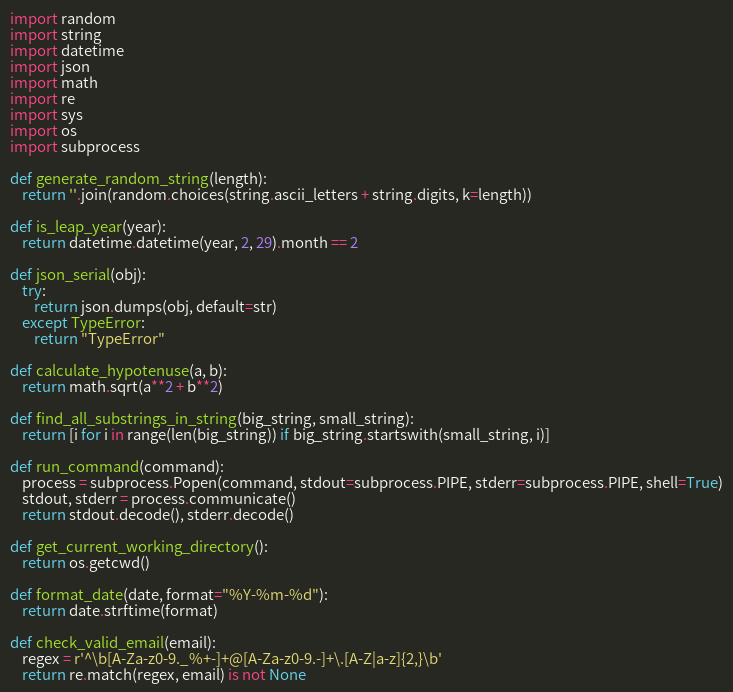 import random
import string
import datetime
import json
import math
import re
import sys
import os
import subprocess

def generate_random_string(length):
   return ''.join(random.choices(string.ascii_letters + string.digits, k=length))

def is_leap_year(year):
   return datetime.datetime(year, 2, 29).month == 2

def json_serial(obj):
   try:
      return json.dumps(obj, default=str)
   except TypeError:
      return "TypeError"

def calculate_hypotenuse(a, b):
   return math.sqrt(a**2 + b**2)

def find_all_substrings_in_string(big_string, small_string):
   return [i for i in range(len(big_string)) if big_string.startswith(small_string, i)]

def run_command(command):
   process = subprocess.Popen(command, stdout=subprocess.PIPE, stderr=subprocess.PIPE, shell=True)
   stdout, stderr = process.communicate()
   return stdout.decode(), stderr.decode()

def get_current_working_directory():
   return os.getcwd()

def format_date(date, format="%Y-%m-%d"):
   return date.strftime(format)

def check_valid_email(email):
   regex = r'^\b[A-Za-z0-9._%+-]+@[A-Za-z0-9.-]+\.[A-Z|a-z]{2,}\b'
   return re.match(regex, email) is not None